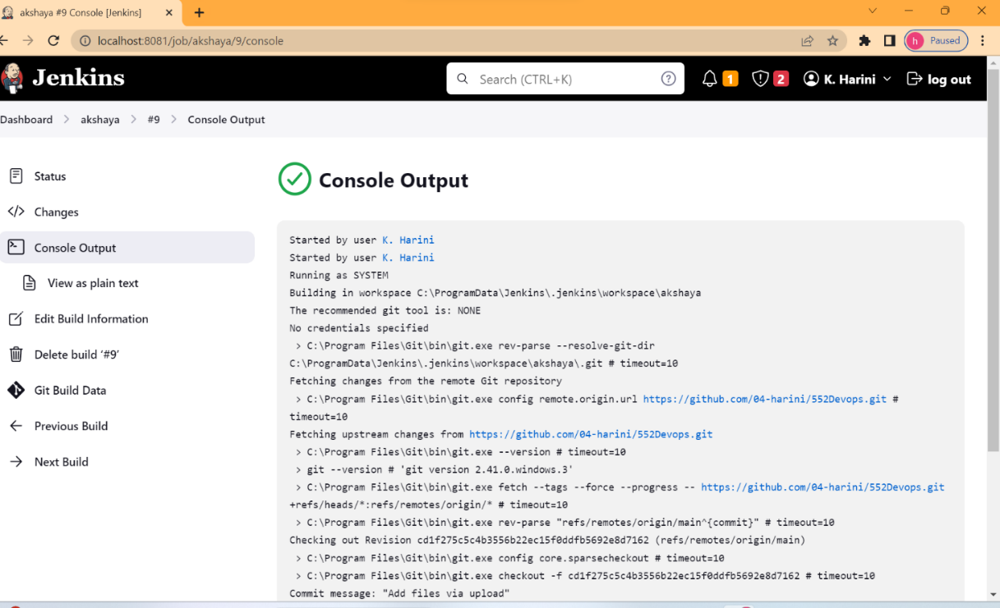 akshaya #9 Console [Jenkins]
localhost:8081/job/akshaya/9/console
h Paused
Jenkins
Search (CTRL+K)
1
2
K. Harini
log out
Dashboard > akshaya > #9 > Console Output
Status
Changes
Console Output
View as plain text
Edit Build Information
Delete build ‘#9’
Git Build Data
Previous Build
Next Build
Console Output
Started by user K. Harini
Started by user K. Harini
Running as SYSTEM
Building in workspace C:\ProgramData\Jenkins\.jenkins\workspace\akshaya
The recommended git tool is: NONE
No credentials specified
> C:\Program Files\Git\bin\git.exe rev-parse --resolve-git-dir
C:\ProgramData\Jenkins\.jenkins\workspace\akshaya\.git # timeout=10
Fetching changes from the remote Git repository
> C:\Program Files\Git\bin\git.exe config remote.origin.url https://github.com/04-harini/552Devops.git #
timeout=10
Fetching upstream changes from https://github.com/04-harini/552Devops.git
> C:\Program Files\Git\bin\git.exe --version # timeout=10
> git --version # 'git version 2.41.0.windows.3'
> C:\Program Files\Git\bin\git.exe fetch --tags --force --progress -- https://github.com/04-harini/552Devops.git
+refs/heads/*:refs/remotes/origin/* # timeout=10
> C:\Program Files\Git\bin\git.exe rev-parse "refs/remotes/origin/main^{commit}" # timeout=10
Checking out Revision cd1f275c5c4b3556b22ec15f0ddfb5692e8d7162 (refs/remotes/origin/main)
> C:\Program Files\Git\bin\git.exe config core.sparsecheckout # timeout=10
> C:\Program Files\Git\bin\git.exe checkout -f cd1f275c5c4b3556b22ec15f0ddfb5692e8d7162 # timeout=10
Commit message: "Add files via upload"